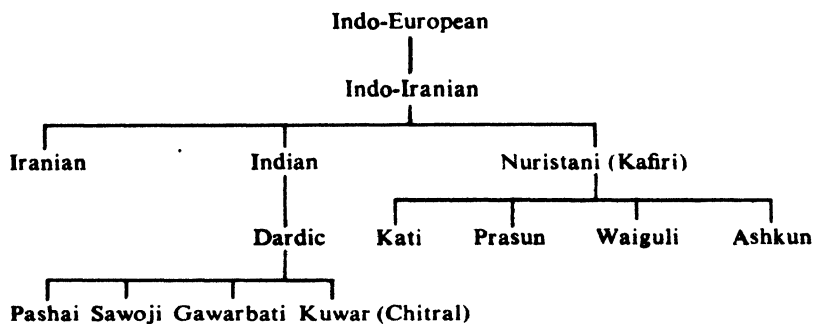 Indo-European
Indo-Iranian
Iranian Indian Nuristani (Kafiri)
Dardic Kati Prasun Waiguli Ashkun
Pashai Sawoji Gawarbati Kuwar (Chitral)